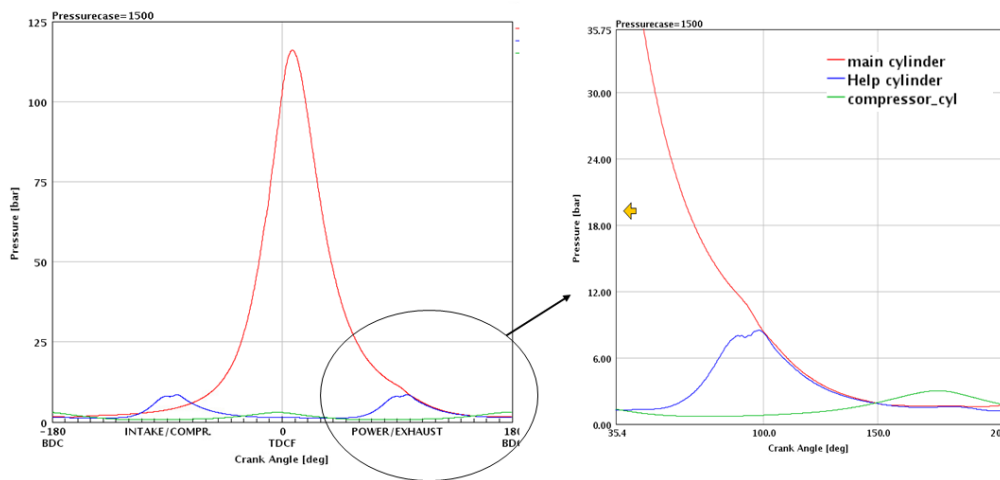 Pressurecase=1500
125
100
75
50
25
0
Pressure [bar]
-180
BDC
INTAKE/COMPR.
0
TDCF
POWER/EXHAUST
Crank Angle [deg]
Pressurecase=1500
35.75
30.00
24.00
18.00
12.00
6.00
0.00
Pressure [bar]
main cylinder
Help cylinder
compressor_cyl
35.4
100.0
150.0
Crank Angle [deg]